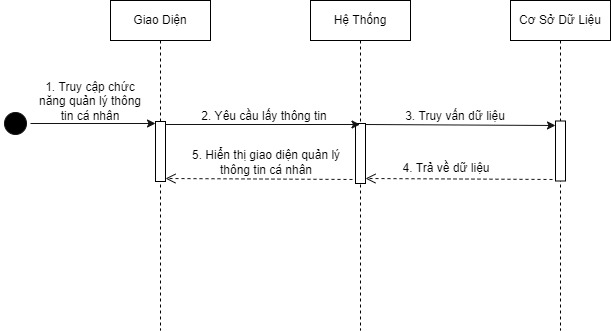 Giao Diện
Hệ Thống
Cơ Sở Dữ Liệu
1. Truy cập chức
năng quản lý thông
tin cá nhân
2. Yêu cầu lấy thông tin
3. Truy vấn dữ liệu
5. Hiển thị giao diện quản lý
thông tin cá nhân
4. Trả về dữ liệu